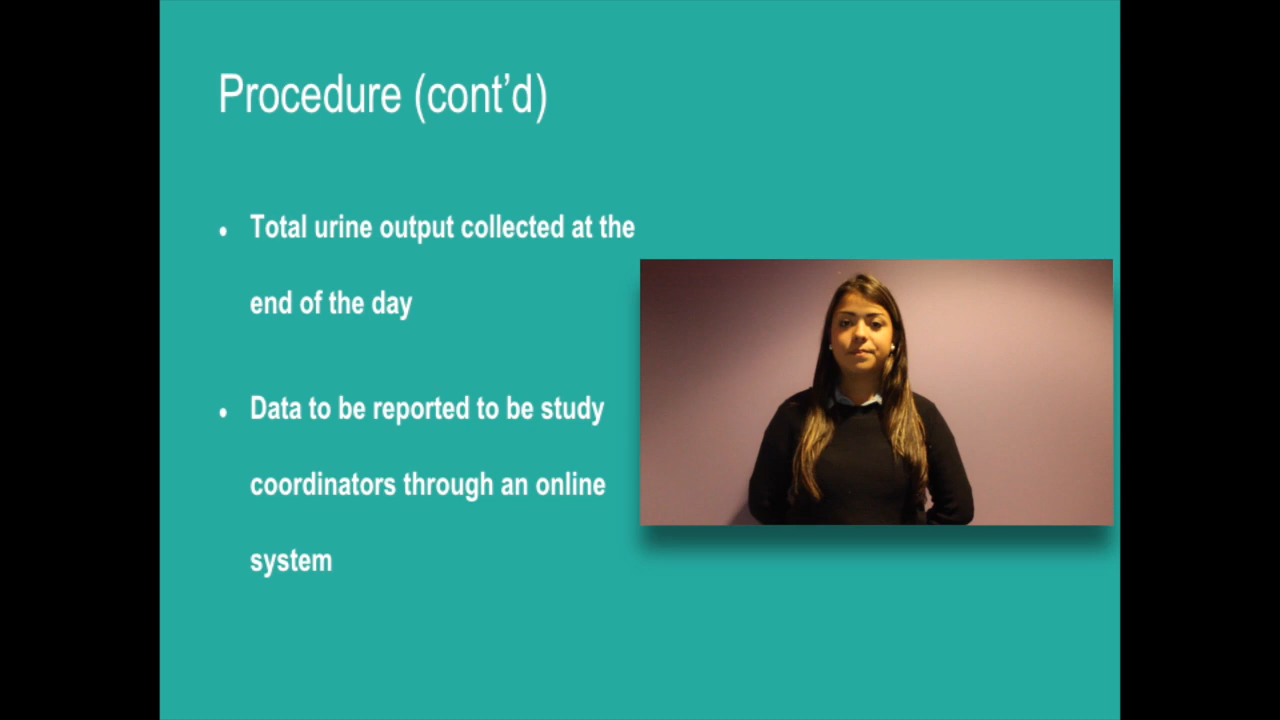 Procedure (cont’d)
• Total urine output collected at the
end of the day
• Data to be reported to be study
coordinators through an online
system